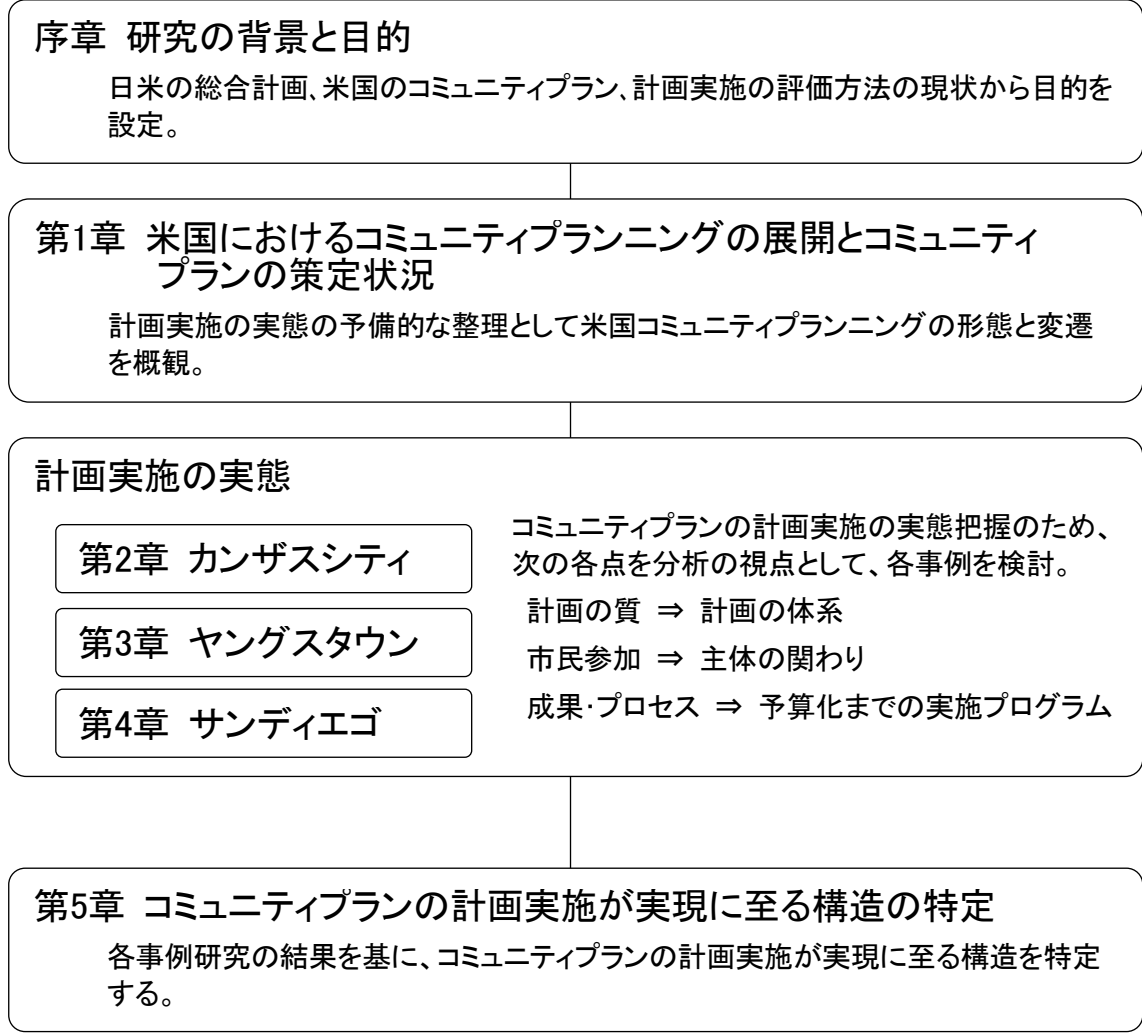 序章 研究の背景と目的
日米の総合計画、米国のコミュニティプラン、計画実施の評価方法の現状から目的を
設定。
第1章 米国におけるコミュニティプランニングの展開とコミュニティ
プランの策定状況
計画実施の実態の予備的な整理として米国コミュニティプランニングの形態と変遷
を概観。
計画実施の実態
第2章 カンザスシティ
第3章 ヤングスタウン
第4章 サンディエゴ
コミュニティプランの計画実施の実態把握のため、
次の各点を分析の視点として、各事例を検討。
計画の質 ⇒ 計画の体系
市民参加 ⇒ 主体の関わり
成果・プロセス ⇒ 予算化までの実施プログラム
第5章 コミュニティプランの計画実施が実現に至る構造の特定
各事例研究の結果を基に、コミュニティプランの計画実施が実現に至る構造を特定
する。